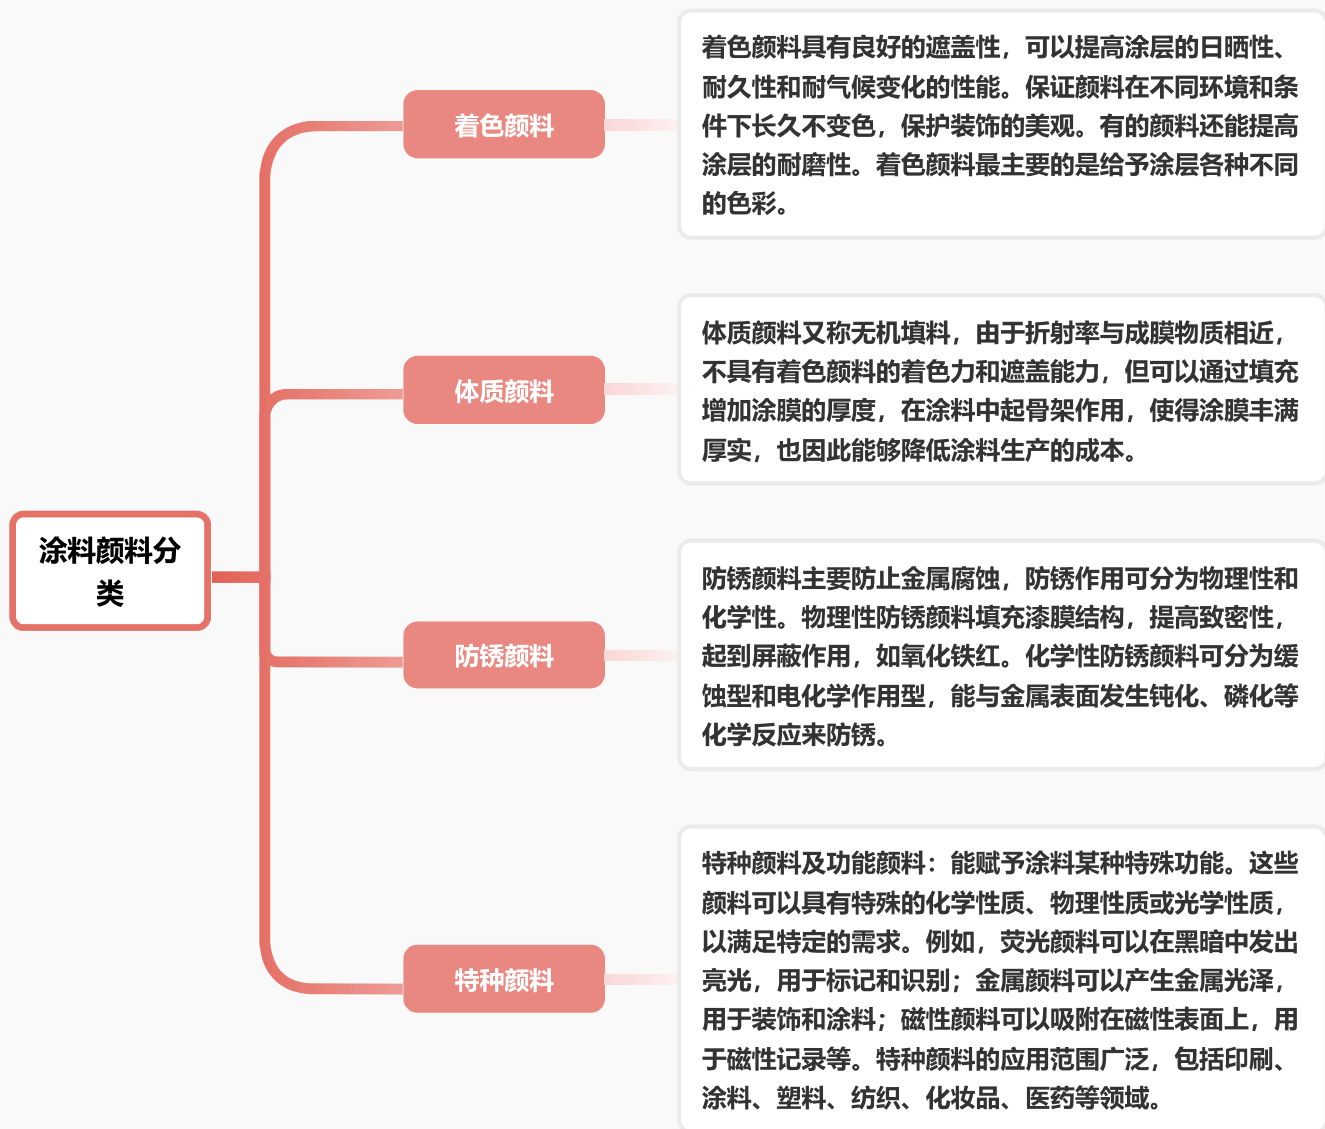 涂料颜料分
类
着色颜料
着色颜料具有良好的遮盖性，可以提高涂层的日晒性、
耐久性和耐气候变化的性能。保证颜料在不同环境和条
件下长久不变色，保护装饰的美观。有的颜料还能提高
涂层的耐磨性。着色颜料最主要的是给予涂层各种不同
的色彩。
体质颜料
体质颜料又称无机填料，由于折射率与成膜物质相近，
不具有着色颜料的着色力和遮盖能力，但可以通过填充
增加涂膜的厚度，在涂料中起骨架作用，使得涂膜丰满
厚实，也因此能够降低涂料生产的成本。
防锈颜料
防锈颜料主要防止金属腐蚀，防锈作用可分为物理性和
化学性。物理性防锈颜料填充漆膜结构，提高致密性，
起到屏蔽作用，如氧化铁红。化学性防锈颜料可分为缓
蚀型和电化学作用型，能与金属表面发生钝化、磷化等
化学反应来防锈。
特种颜料
特种颜料及功能颜料：能赋予涂料某种特殊功能。这些
颜料可以具有特殊的化学性质、物理性质或光学性质，
以满足特定的需求。例如，荧光颜料可以在黑暗中发出
亮光，用于标记和识别；金属颜料可以产生金属光泽，
用于装饰和涂料；磁性颜料可以吸附在磁性表面上，用
于磁性记录等。特种颜料的应用范围广泛，包括印刷、
涂料、塑料、纺织、化妆品、医药等领域。